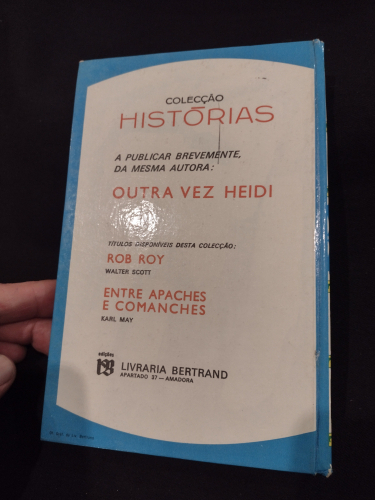 COLECÇÃO
HISTÓRIAS
A PUBLICAR BREVEMENTE,
DA MESMA AUTORA:
OUTRA VEZ HEIDI
TÍTULOS DISPONÍVEIS DESTA COLECÇÃO:
ROB ROY
WALTER SCOTT
ENTRE APACHES
E COMANCHES
KARL MAY
edições
LIVRARIA BERTRAND
APARTADO 37 — AMADORA